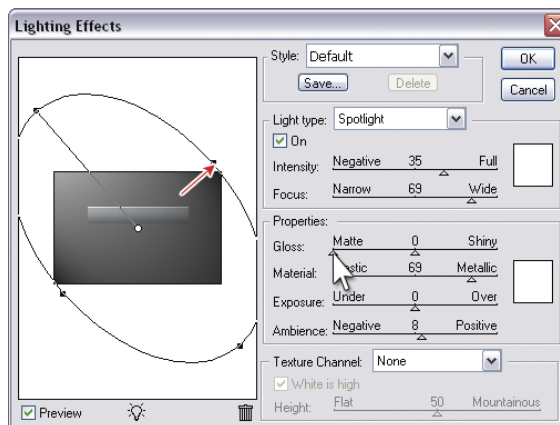 Lighting Effects
Style: Default
OK
Save... Delete
Cancel
Light type: Spotlight
On
Intensity: Negative 35 Full
Focus: Narrow 69 Wide
Properties:
Gloss: Matte 0 Shiny
Material: 69 Metallic
Exposure: Under 0 Over
Ambience: Negative 8 Positive
Texture Channel: None
White is high
Height: Flat 50 Mountainous
Preview